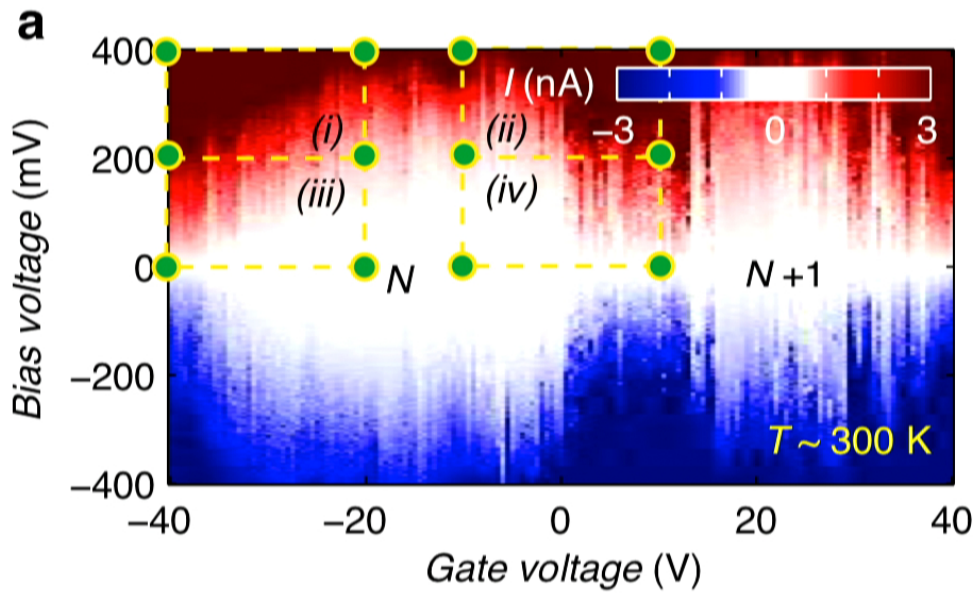 a
Bias voltage (mV)
400
200
0
−200
−400
I (nA)
−3 0 3
(i) (ii)
(iii) (iv)
N N +1
T ~ 300 K
−40 −20 0 20 40
Gate voltage (V)